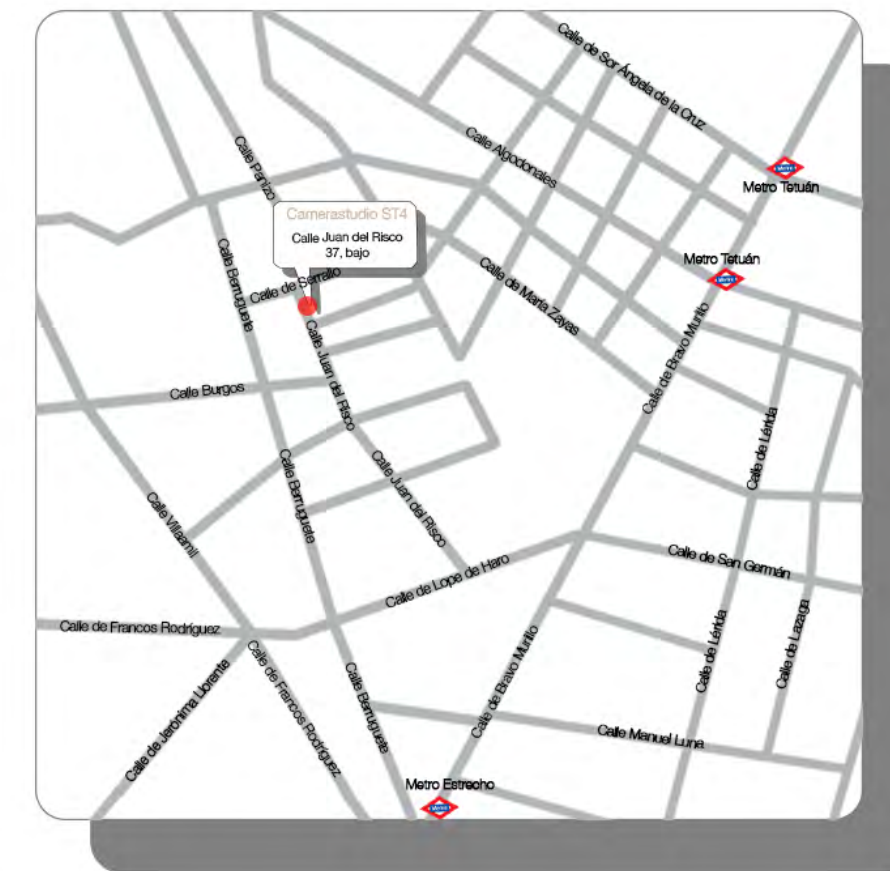 Calle de Sor Ángela de la Cruz
Calle Algodonales
Calle Panizo
Metro
Metro Tetuán
Camerastudio ST4
Calle Juan del Risco
37, bajo
Metro Tetuán
Metro
Calle Berruguete
Calle de Serrallo
Calle de María Zayas
Calle de Bravo Murillo
Calle Juan del Risco
Calle Burgos
Calle de Lérida
Calle Berruguete
Calle Juan del Risco
Calle Villaamil
Calle de Lope de Haro
Calle de San Germán
Calle de Francos Rodríguez
Calle de Lérida
Calle de Lazaga
Calle de Bravo Murillo
Calle de Jerónima Llorente
Calle de Francos Rodríguez
Calle Berruguete
Calle Manuel Luna
Metro Estrecho
Metro